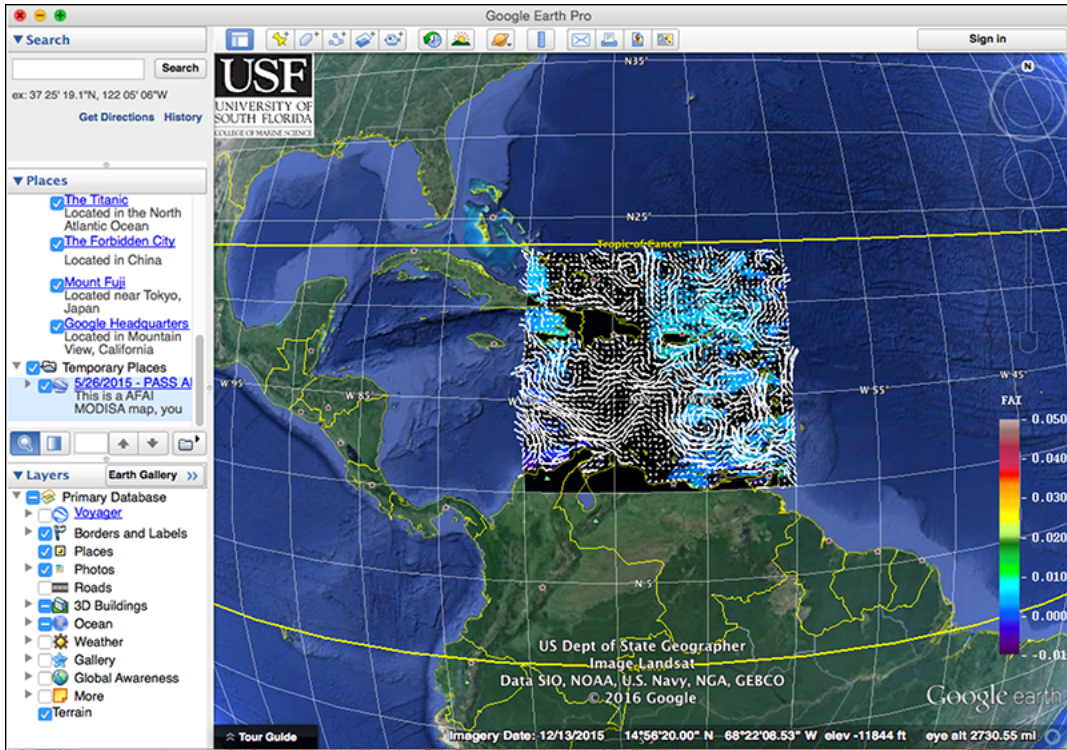 Google Earth Pro
Search
Search
ex: 37 25' 19.1"N, 122 05' 06"W
Get Directions History
Places
The Titanic
Located in the North
Atlantic Ocean
The Forbidden City
Located in China
Mount Fuji
Located near Tokyo,
Japan
Google Headquarters
Located in Mountain
View, California
Temporary Places
5/26/2015 - PASS A
This is a AFAI
MODISA map, you
Layers
Earth Gallery
Primary Database
Voyager
Borders and Labels
Places
Photos
Roads
3D Buildings
Ocean
Weather
Gallery
Global Awareness
More
Terrain
Sign in
USF
UNIVERSITY OF
SOUTH FLORIDA
COLLEGE OF MARINE SCIENCE
N
N35°
N25°
Tropic of Cancer
W 95°
W 85°
W 55°
W 45°
N 5°
FAI
0.050
0.040
0.030
0.020
0.010
0.000
-0.01
US Dept of State Geographer
Image Landsat
Data SIO, NOAA, U.S. Navy, NGA, GEBCO
© 2016 Google
Google earth
Tour Guide
Imagery Date: 12/13/2015 14°56'20.00" N 68°22'08.53" W elev -11844 ft eye alt 2730.55 mi